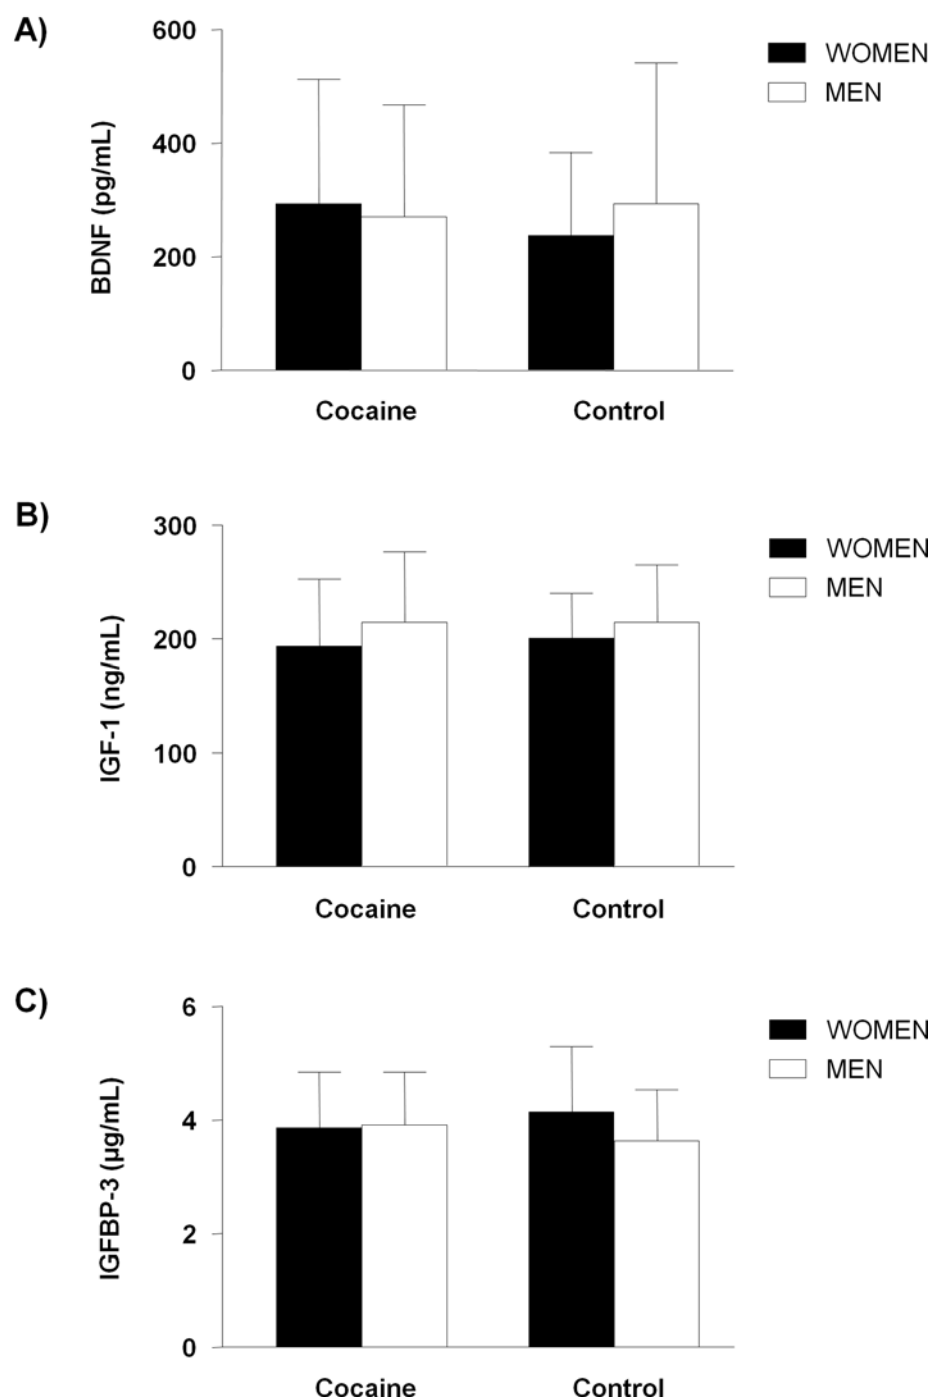 A)
BDNF (pg/mL)
600
400
200
0
Cocaine
Control
WOMEN
MEN
B)
IGF-1 (ng/mL)
300
200
100
0
Cocaine
Control
WOMEN
MEN
C)
IGFBP-3 (µg/mL)
6
4
2
0
Cocaine
Control
WOMEN
MEN